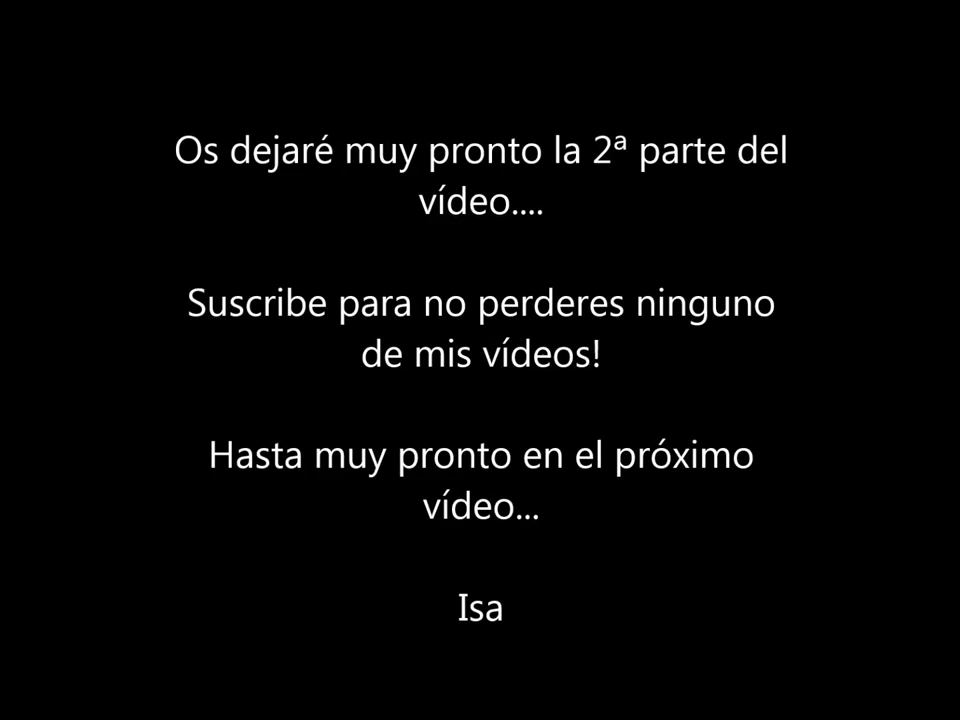 Os dejaré muy pronto la 2ª parte del
vídeo....
Suscribe para no perderes ninguno
de mis vídeos!
Hasta muy pronto en el próximo
vídeo...
Isa